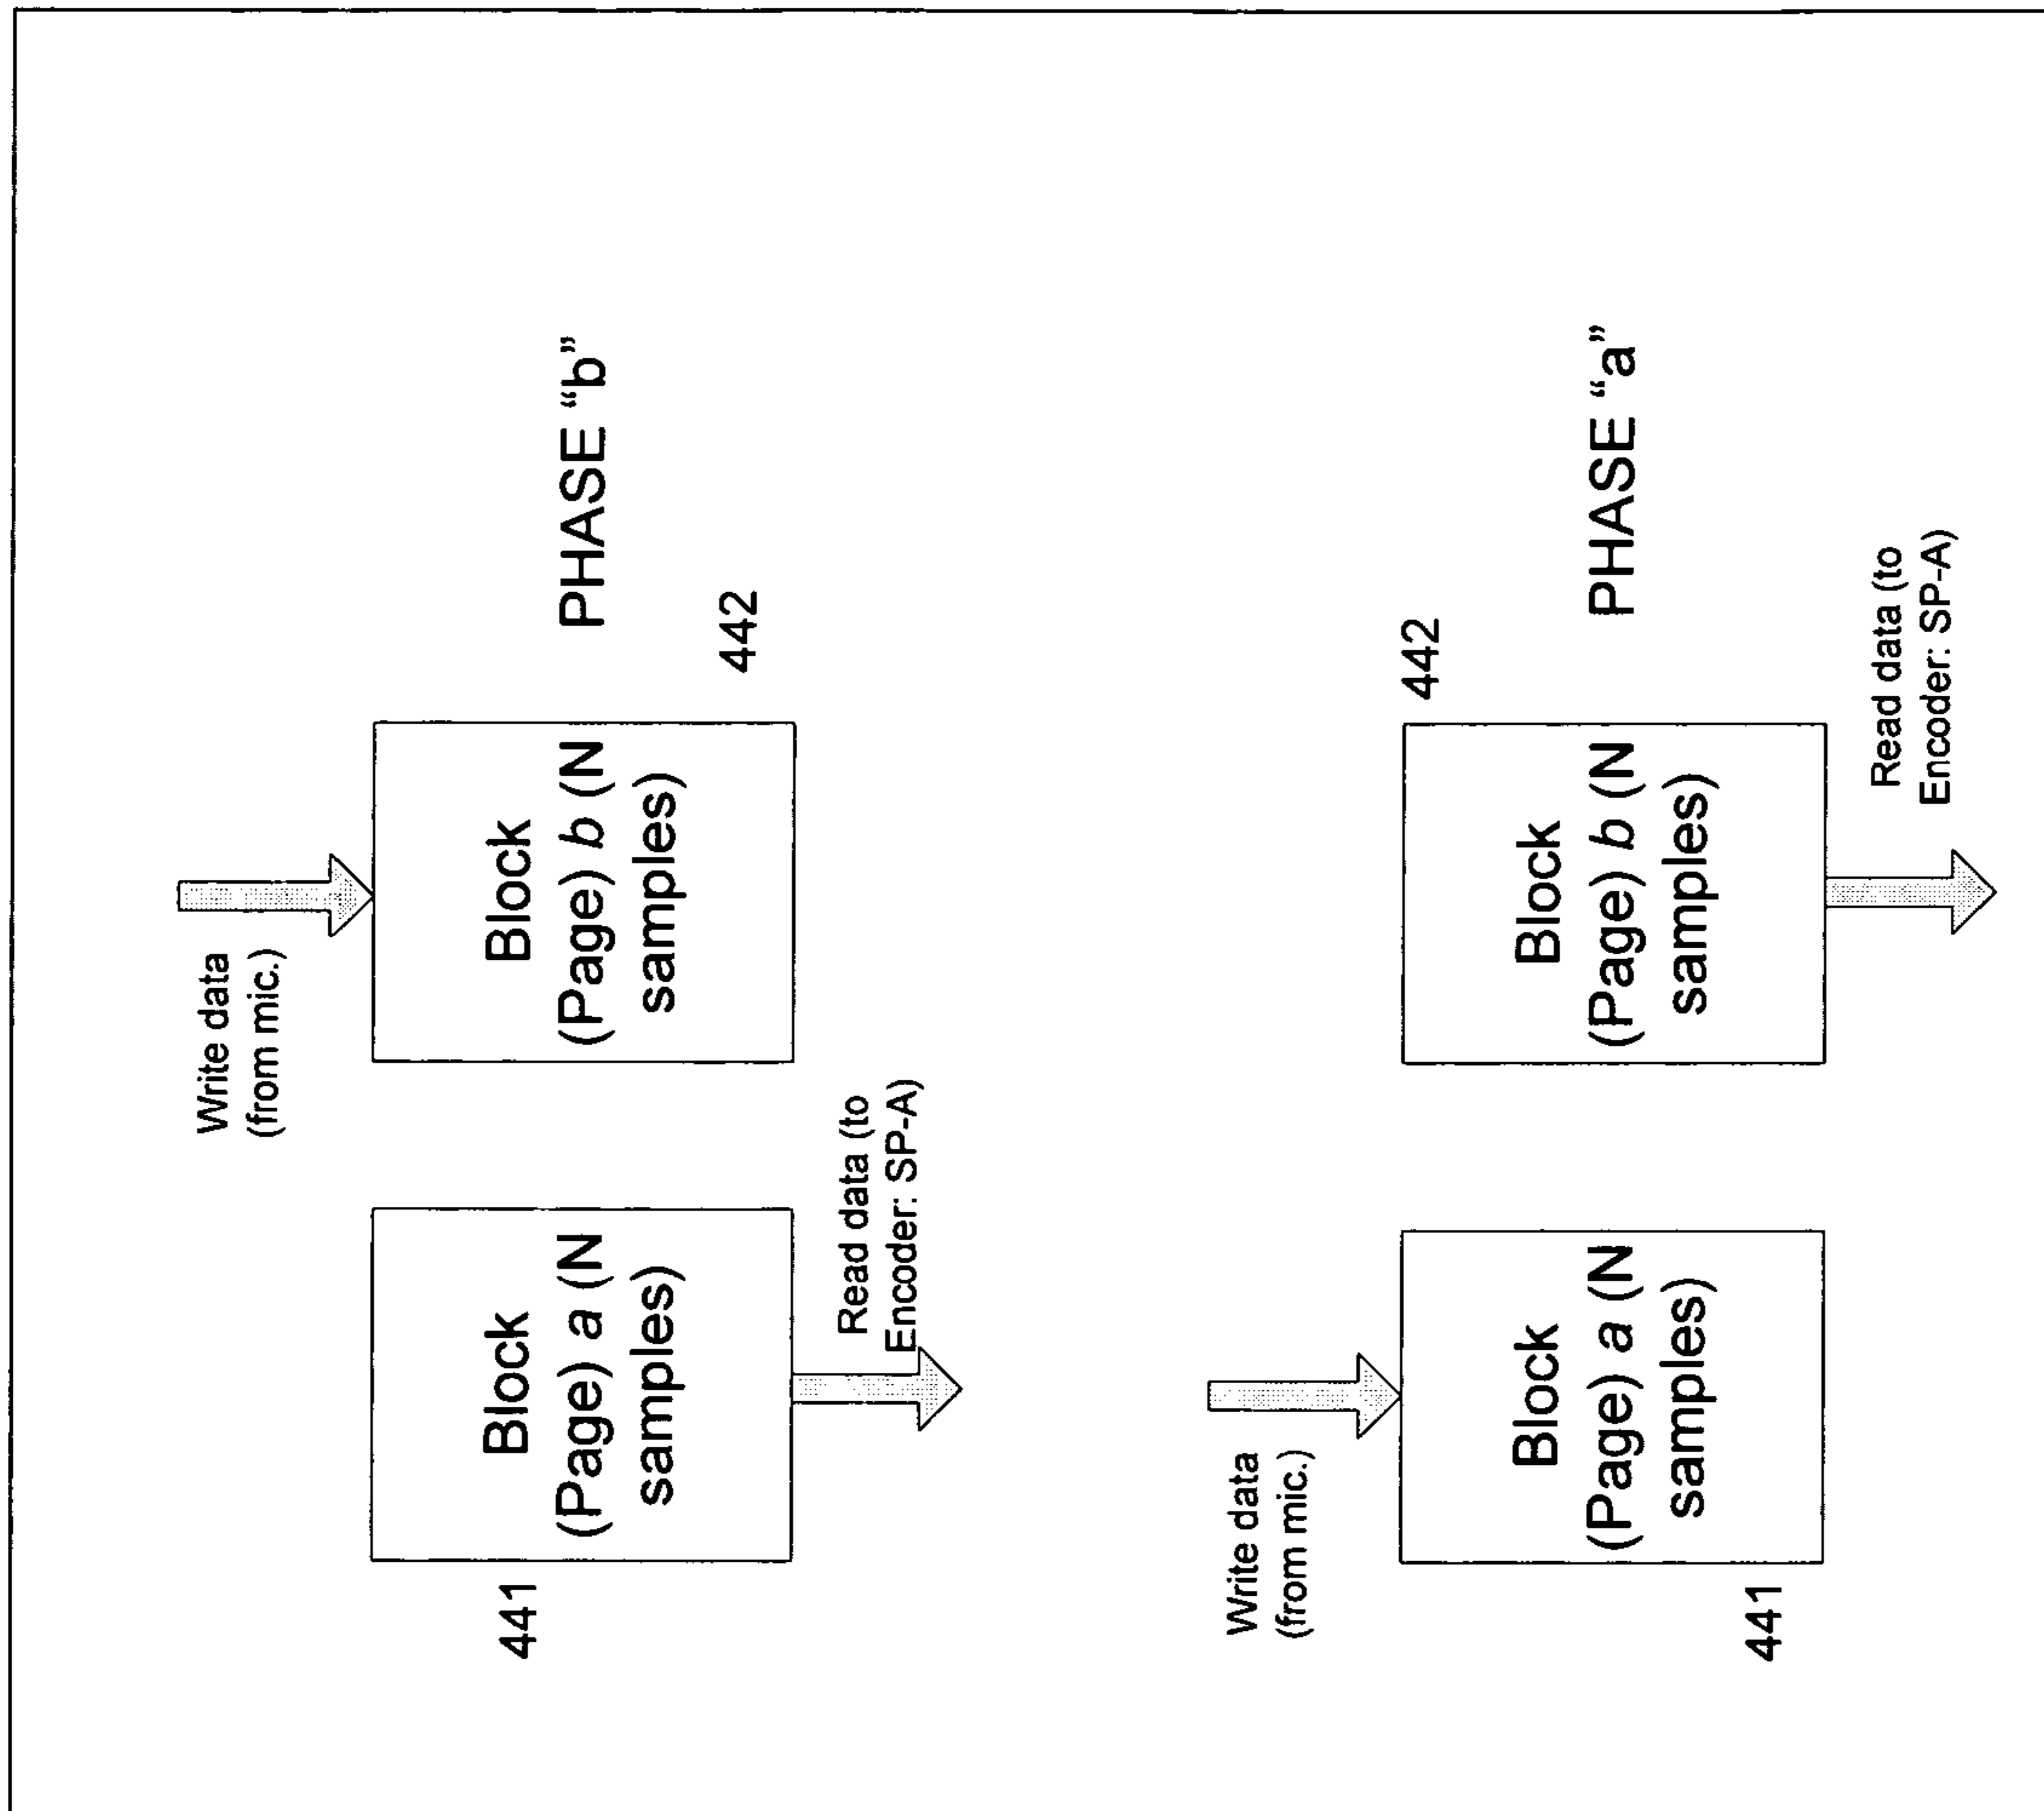 Write data
(from mic.)
441
Block
(Page) a (N
samples)
Block
(Page) b (N
samples)
PHASE “b”
442
Read data (to
Encoder: SP-A)
Write data
(from mic.)
442
Block
(Page) a (N
samples)
Block
(Page) b (N
samples)
PHASE “a”
441
Read data (to
Encoder: SP-A)